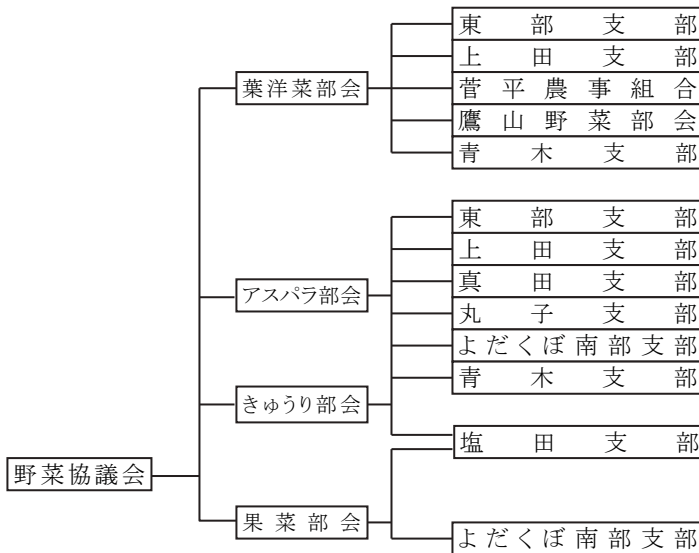 野菜協議会
葉洋菜部会
東部支部
上田支部
菅平農事組合
鷹山野菜部会
青木支部
アスパラ部会
きゅうり部会
東部支部
上田支部
真田支部
丸子支部
よだくぼ南部支部
青木支部
塩田支部
果菜部会
よだくぼ南部支部